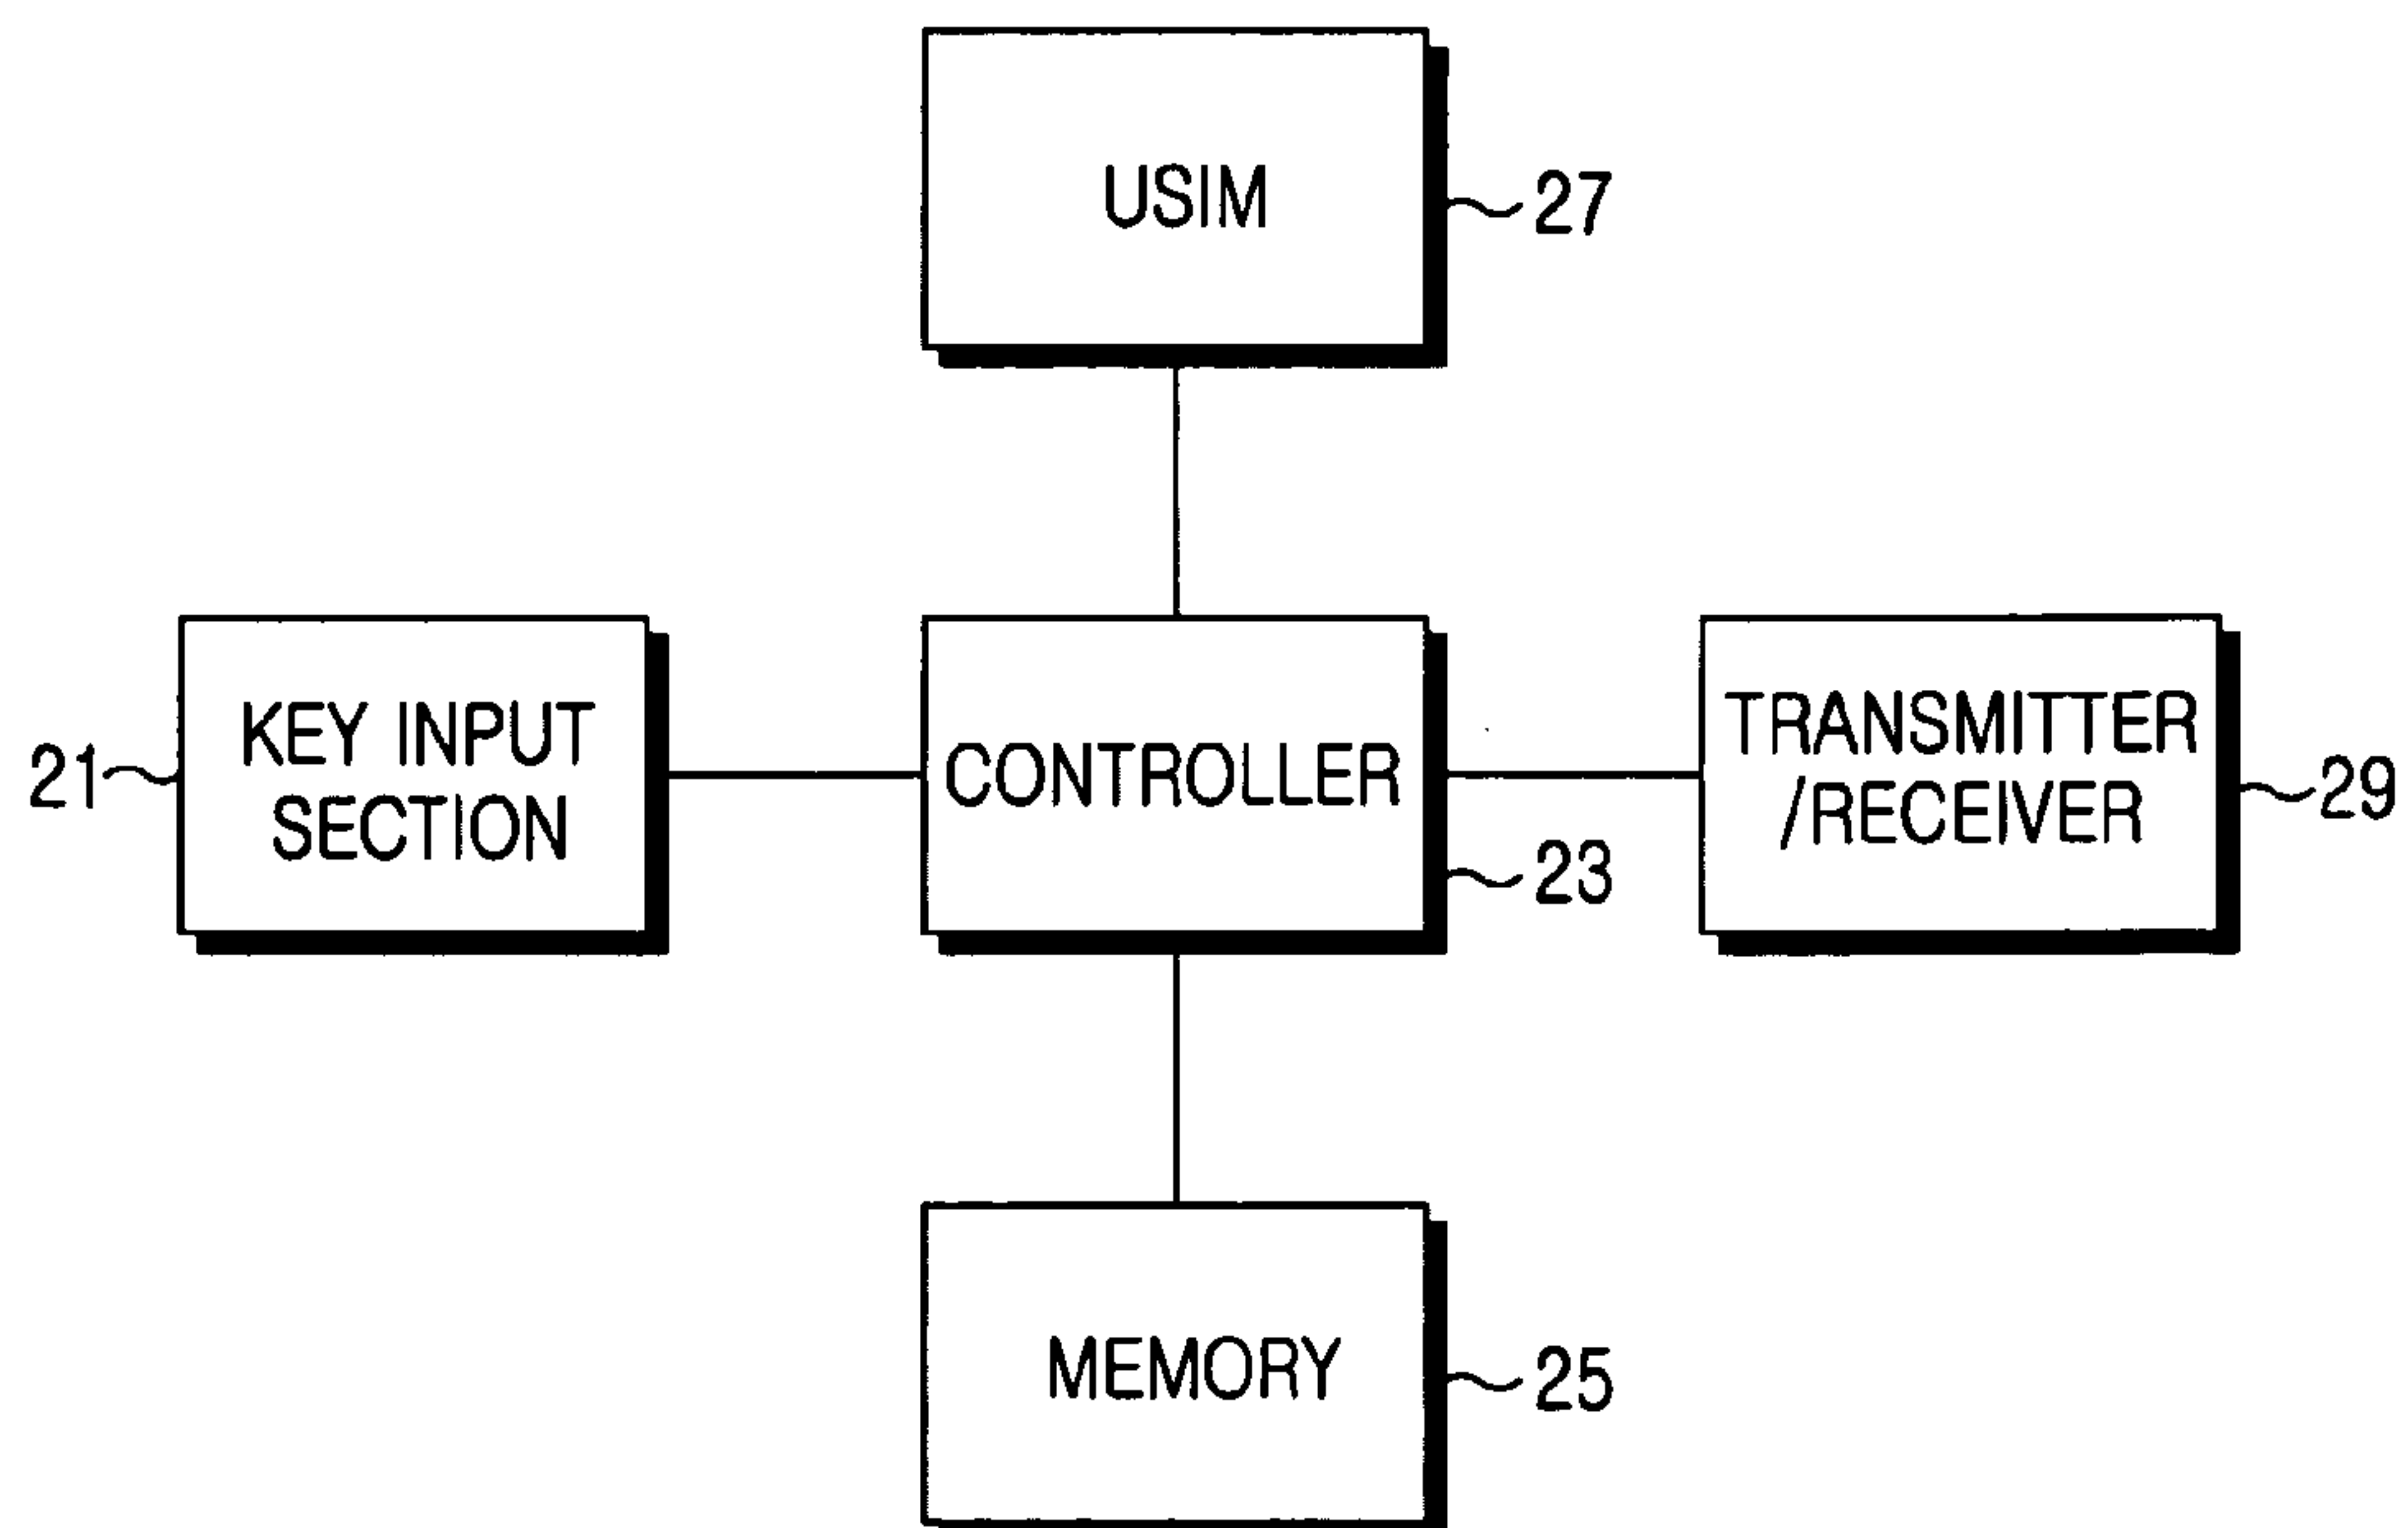 USIM
27
KEY INPUT
SECTION
21
CONTROLLER
23
TRANSMITTER
/RECEIVER
29
MEMORY
25